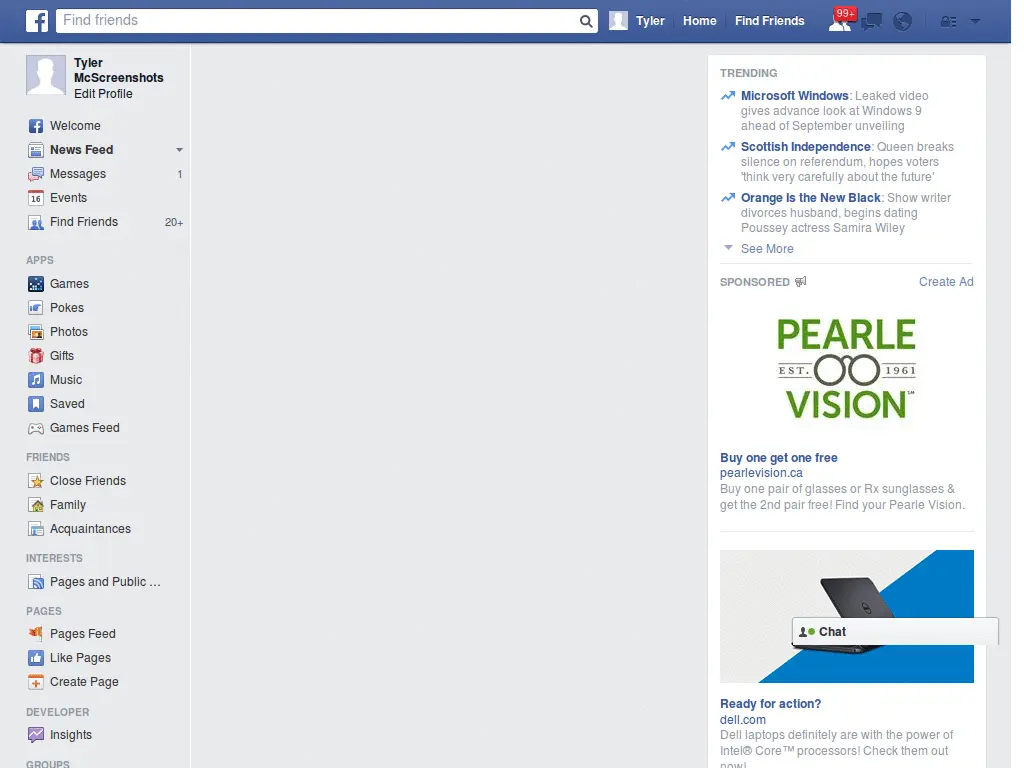 Find friends
Tyler
Home
Find Friends
99+
Tyler
McScreenshots
Edit Profile
Welcome
News Feed
Messages 1
16 Events
Find Friends 20+
APPS
Games
Pokes
Photos
Gifts
Music
Saved
Games Feed
FRIENDS
Close Friends
Family
Acquaintances
INTERESTS
Pages and Public ...
PAGES
Pages Feed
Like Pages
Create Page
DEVELOPER
Insights
GROUPS
TRENDING
Microsoft Windows: Leaked video
gives advance look at Windows 9
ahead of September unveiling
Scottish Independence: Queen breaks
silence on referendum, hopes voters
'think very carefully about the future'
Orange Is the New Black: Show writer
divorces husband, begins dating
Poussey actress Samira Wiley
See More
SPONSORED Create Ad
PEARLE
EST. 1961
VISION℠
Buy one get one free
pearlevision.ca
Buy one pair of glasses or Rx sunglasses &
get the 2nd pair free! Find your Pearle Vision.
Chat
Ready for action?
dell.com
Dell laptops definitely are with the power of
Intel® Core™ processors! Check them out
now!